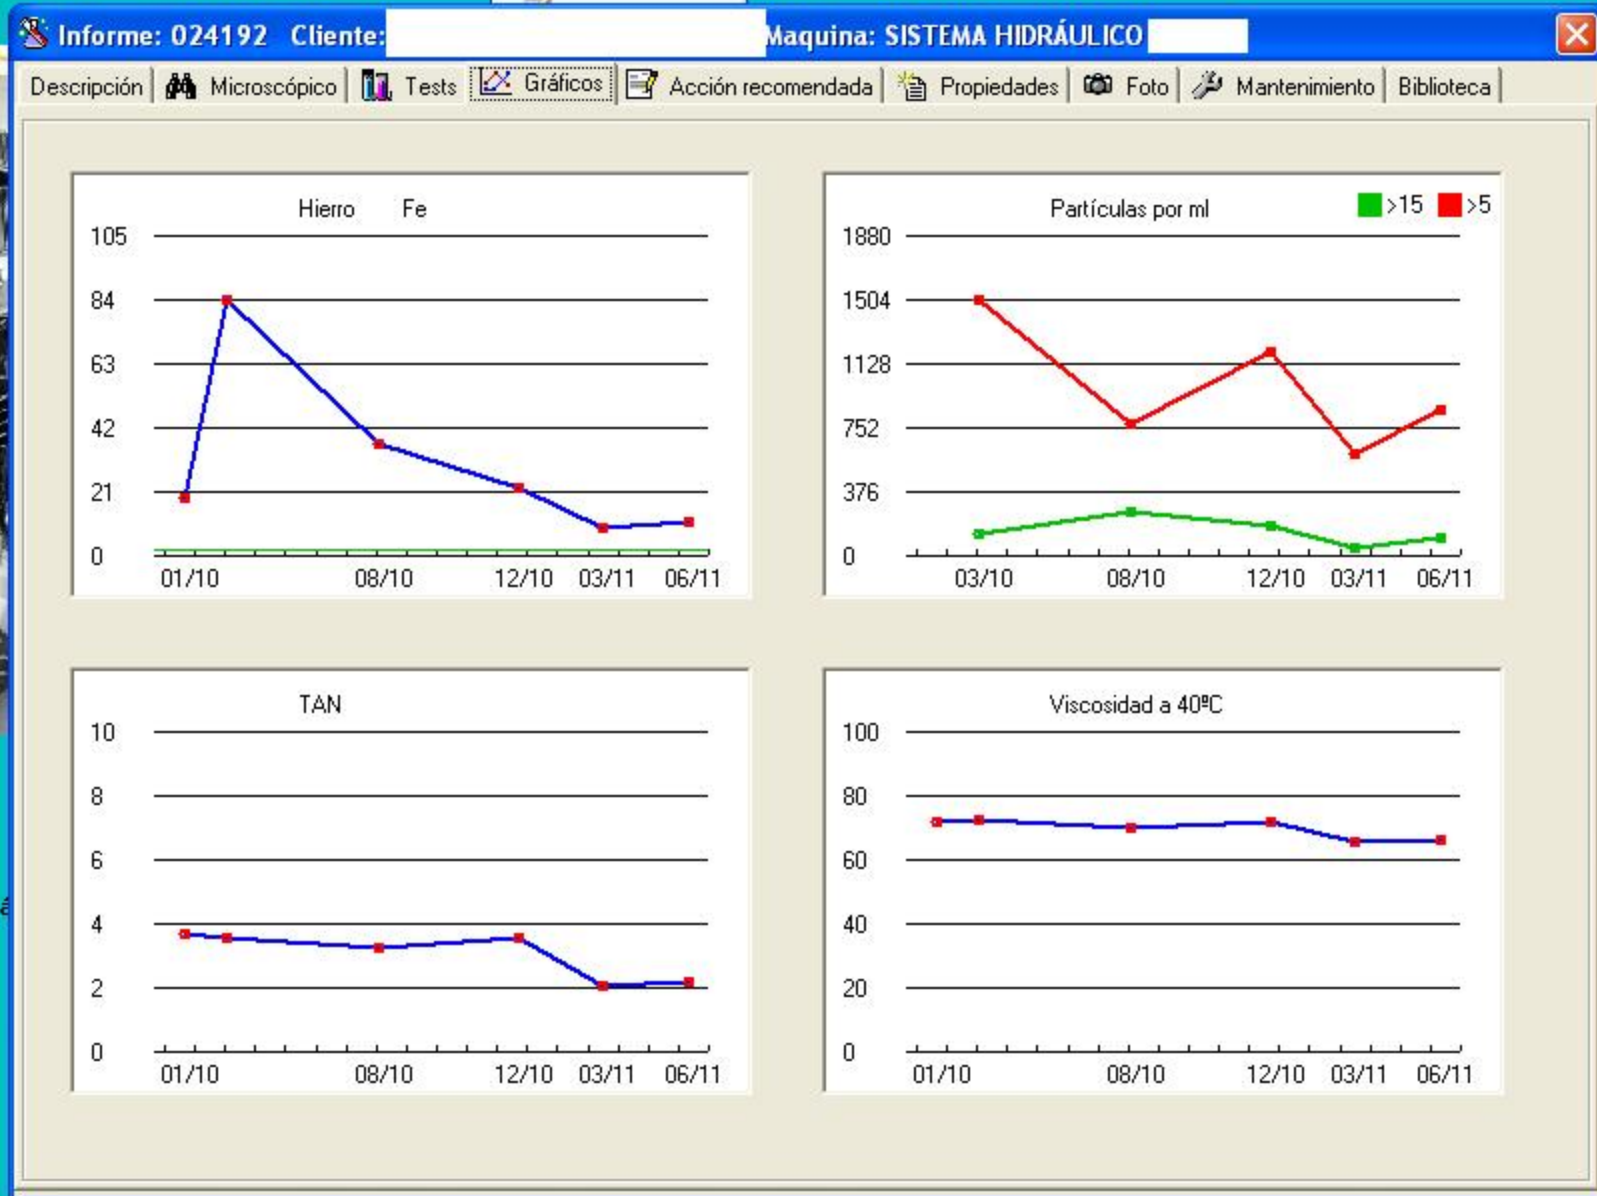 Informe: 024192 Cliente: Maquina: SISTEMA HIDRÁULICO
Descripción Microscópico Tests Gráficos Acción recomendada Propiedades Foto Mantenimiento Biblioteca
Hierro Fe
105
84
63
42
21
0
01/10 08/10 12/10 03/11 06/11
Partículas por ml >15 >5
1880
1504
1128
752
376
0
03/10 08/10 12/10 03/11 06/11
TAN
10
8
6
4
2
0
01/10 08/10 12/10 03/11 06/11
Viscosidad a 40ºC
100
80
60
40
20
0
01/10 08/10 12/10 03/11 06/11